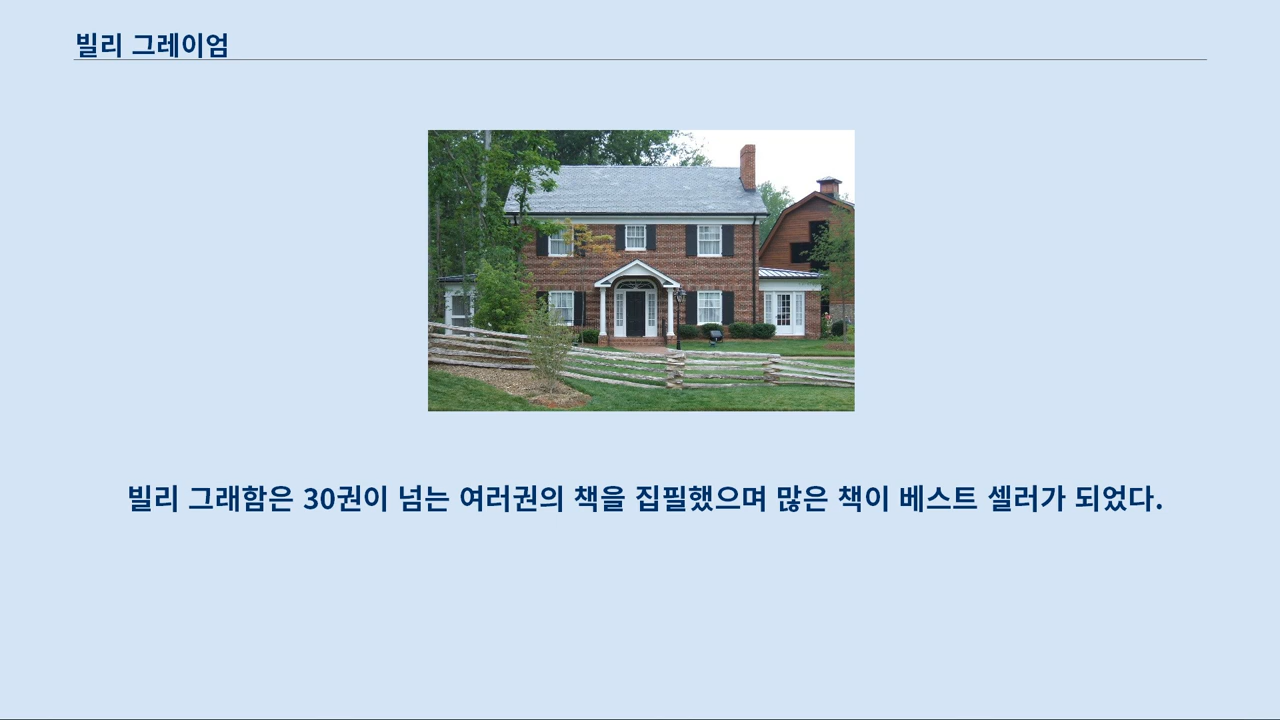 빌리 그레이엄
빌리 그래함은 30권이 넘는 여러권의 책을 집필했으며 많은 책이 베스트 셀러가 되었다.